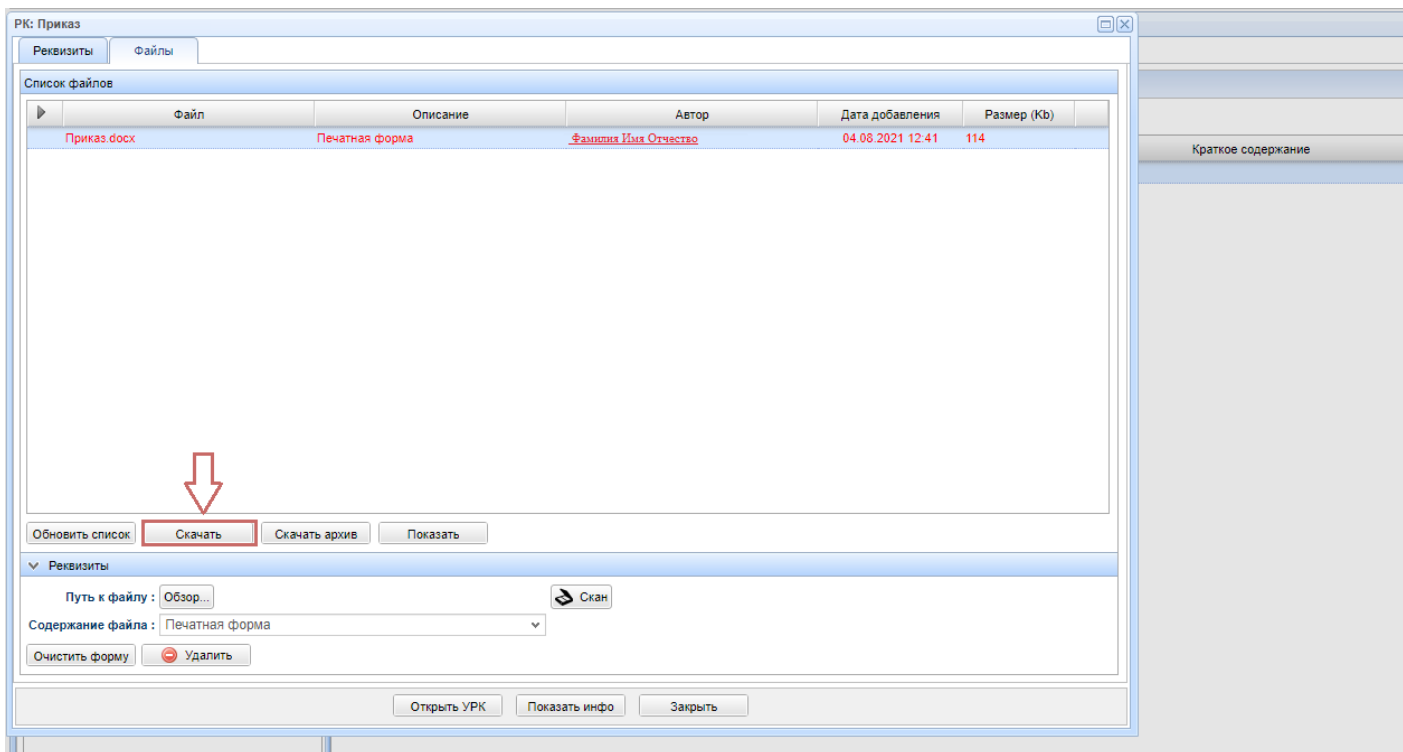 РК: Приказ
Реквизиты Файлы
Список файлов
Файл Описание Автор Дата добавления Размер (Kb)
Приказ.docx Печатная форма Фамилия Имя Отчество 04.08.2021 12:41 114
Краткое содержание
Обновить список Скачать Скачать архив Показать
Реквизиты
Путь к файлу : Обзор... Скан
Содержание файла : Печатная форма
Очистить форму Удалить
Открыть УРК Показать инфо Закрыть